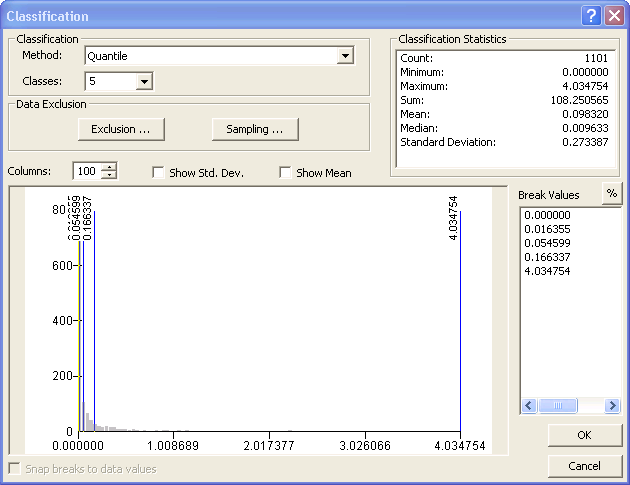 Classification
Classification
Method: Quantile
Classes: 5
Data Exclusion
Exclusion ...
Sampling ...
Columns: 100
Show Std. Dev.
Show Mean
Classification Statistics
Count: 1101
Minimum: 0.000000
Maximum: 4.034754
Sum: 108.250565
Mean: 0.098320
Median: 0.009633
Standard Deviation: 0.273387
Break Values
%
0.000000
0.016355
0.054599
0.166337
4.034754
0.054599
0.166337
4.034754
600
400
200
0
0.000000 1.008689 2.017377 3.026066 4.034754
Snap breaks to data values
OK
Cancel